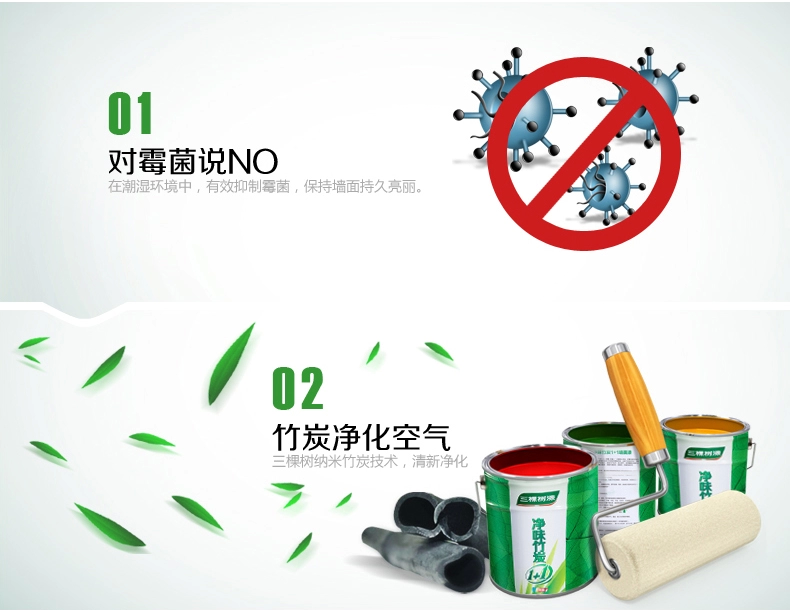 01
对霉菌说NO
在潮湿环境中，有效抑制霉菌，保持墙面持久亮丽。
02
竹炭净化空气
三棵树纳米竹炭技术，清新净化
三棵树漆
净味竹炭
1+1
三棵树漆
净味竹